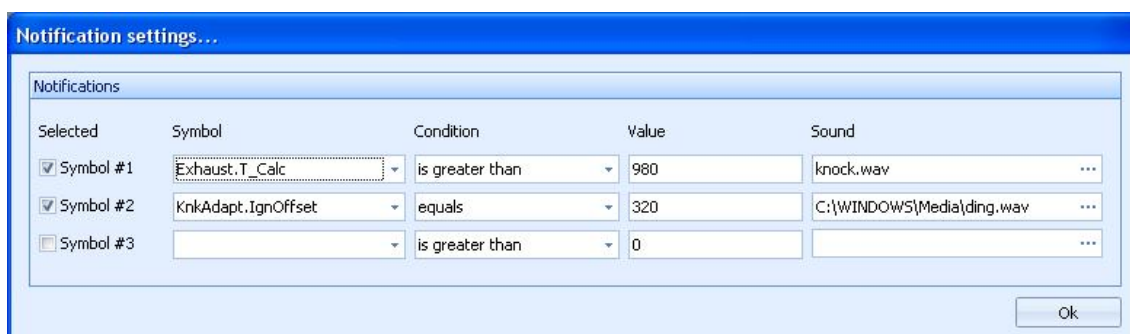 Notification settings...
Notifications
Selected Symbol Condition Value Sound
Symbol #1 Exhaust.T_Calc is greater than 980 knock.wav ...
Symbol #2 KnkAdapt.IgnOffset equals 320 C:\WINDOWS\Media\ding.wav ...
Symbol #3 is greater than 0 ...
Ok